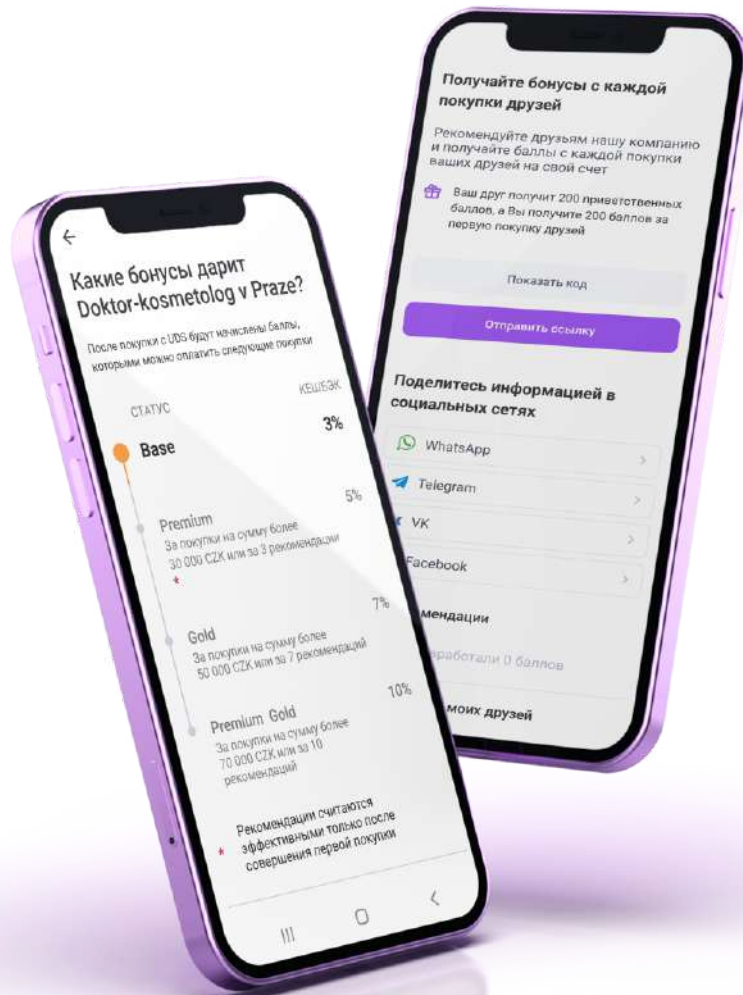 Какие бонусы дарит
Doktor-kosmetolog v Praze?
После покупки с UDS будут начислены баллы,
которыми можно оплатить следующие покупки
СТАТУС КЕШБЭК
Base 3%
Premium 5%
За покупки на сумму более
30 000 CZK или за 3 рекомендации
*
Gold 7%
За покупки на сумму более
50 000 CZK или за 7 рекомендаций
Premium Gold 10%
За покупки на сумму более
70 000 CZK или за 10
рекомендаций
* Рекомендации считаются
эффективными только после
совершения первой покупки
Получайте бонусы с каждой
покупки друзей
Рекомендуйте друзьям нашу компанию
и получайте баллы с каждой покупки
ваших друзей на свой счет
Ваш друг получит 200 приветственных
баллов, а Вы получите 200 баллов за
первую покупку друзей
Показать код
Отправить ссылку
Поделитесь информацией в
социальных сетях
WhatsApp
Telegram
VK
Facebook
мендации
работали 0 баллов
моих друзей